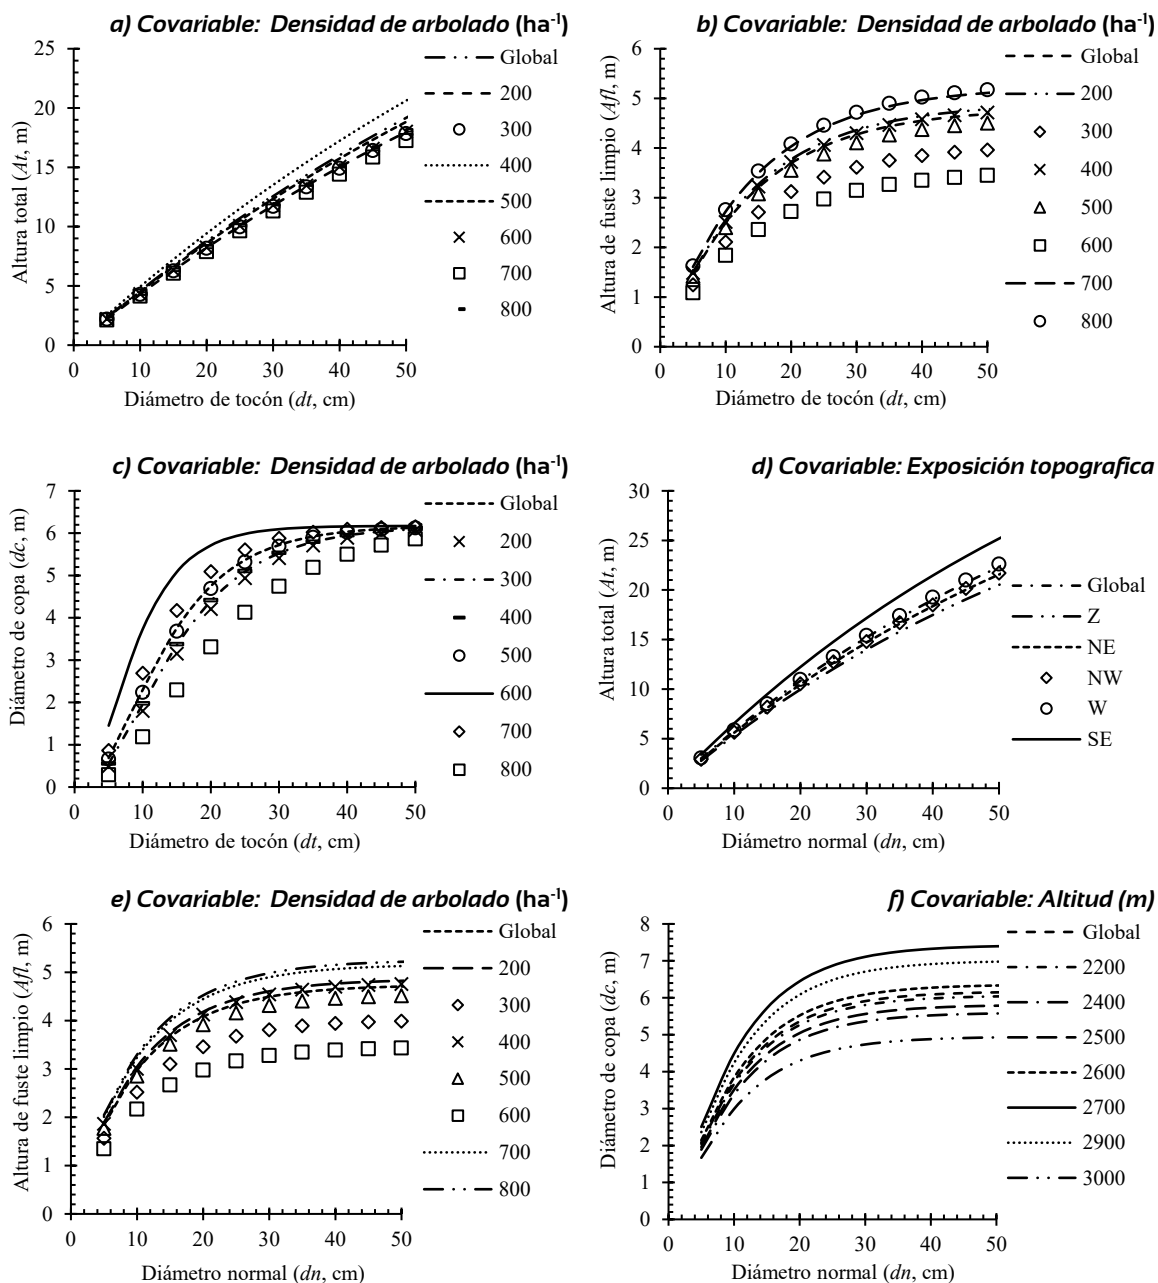 a) Covariable: Densidad de arbolado (ha⁻¹)
25
20
15
10
5
0
0 10 20 30 40 50
Altura total (At, m)
Diámetro de tocón (dt, cm)
Global
200
300
400
500
600
700
800
b) Covariable: Densidad de arbolado (ha⁻¹)
6
5
4
3
2
1
0
0 10 20 30 40 50
Altura de fuste limpio (Afl, m)
Diámetro de tocón (dt, cm)
Global
200
300
400
500
600
700
800
c) Covariable: Densidad de arbolado (ha⁻¹)
7
6
5
4
3
2
1
0
0 10 20 30 40 50
Diámetro de copa (dc, m)
Diámetro de tocón (dt, cm)
Global
200
300
400
500
600
700
800
d) Covariable: Exposición topografica
30
25
20
15
10
5
0
0 10 20 30 40 50
Altura total (At, m)
Diámetro normal (dn, cm)
Global
Z
NE
NW
W
SE
e) Covariable: Densidad de arbolado (ha⁻¹)
6
5
4
3
2
1
0
0 10 20 30 40 50
Altura de fuste limpio (Afl, m)
Diámetro normal (dn, cm)
Global
200
300
400
500
600
700
800
f) Covariable: Altitud (m)
8
7
6
5
4
3
2
1
0
0 10 20 30 40 50
Diámetro de copa (dc, m)
Diámetro normal (dn, cm)
Global
2200
2400
2500
2600
2700
2900
3000